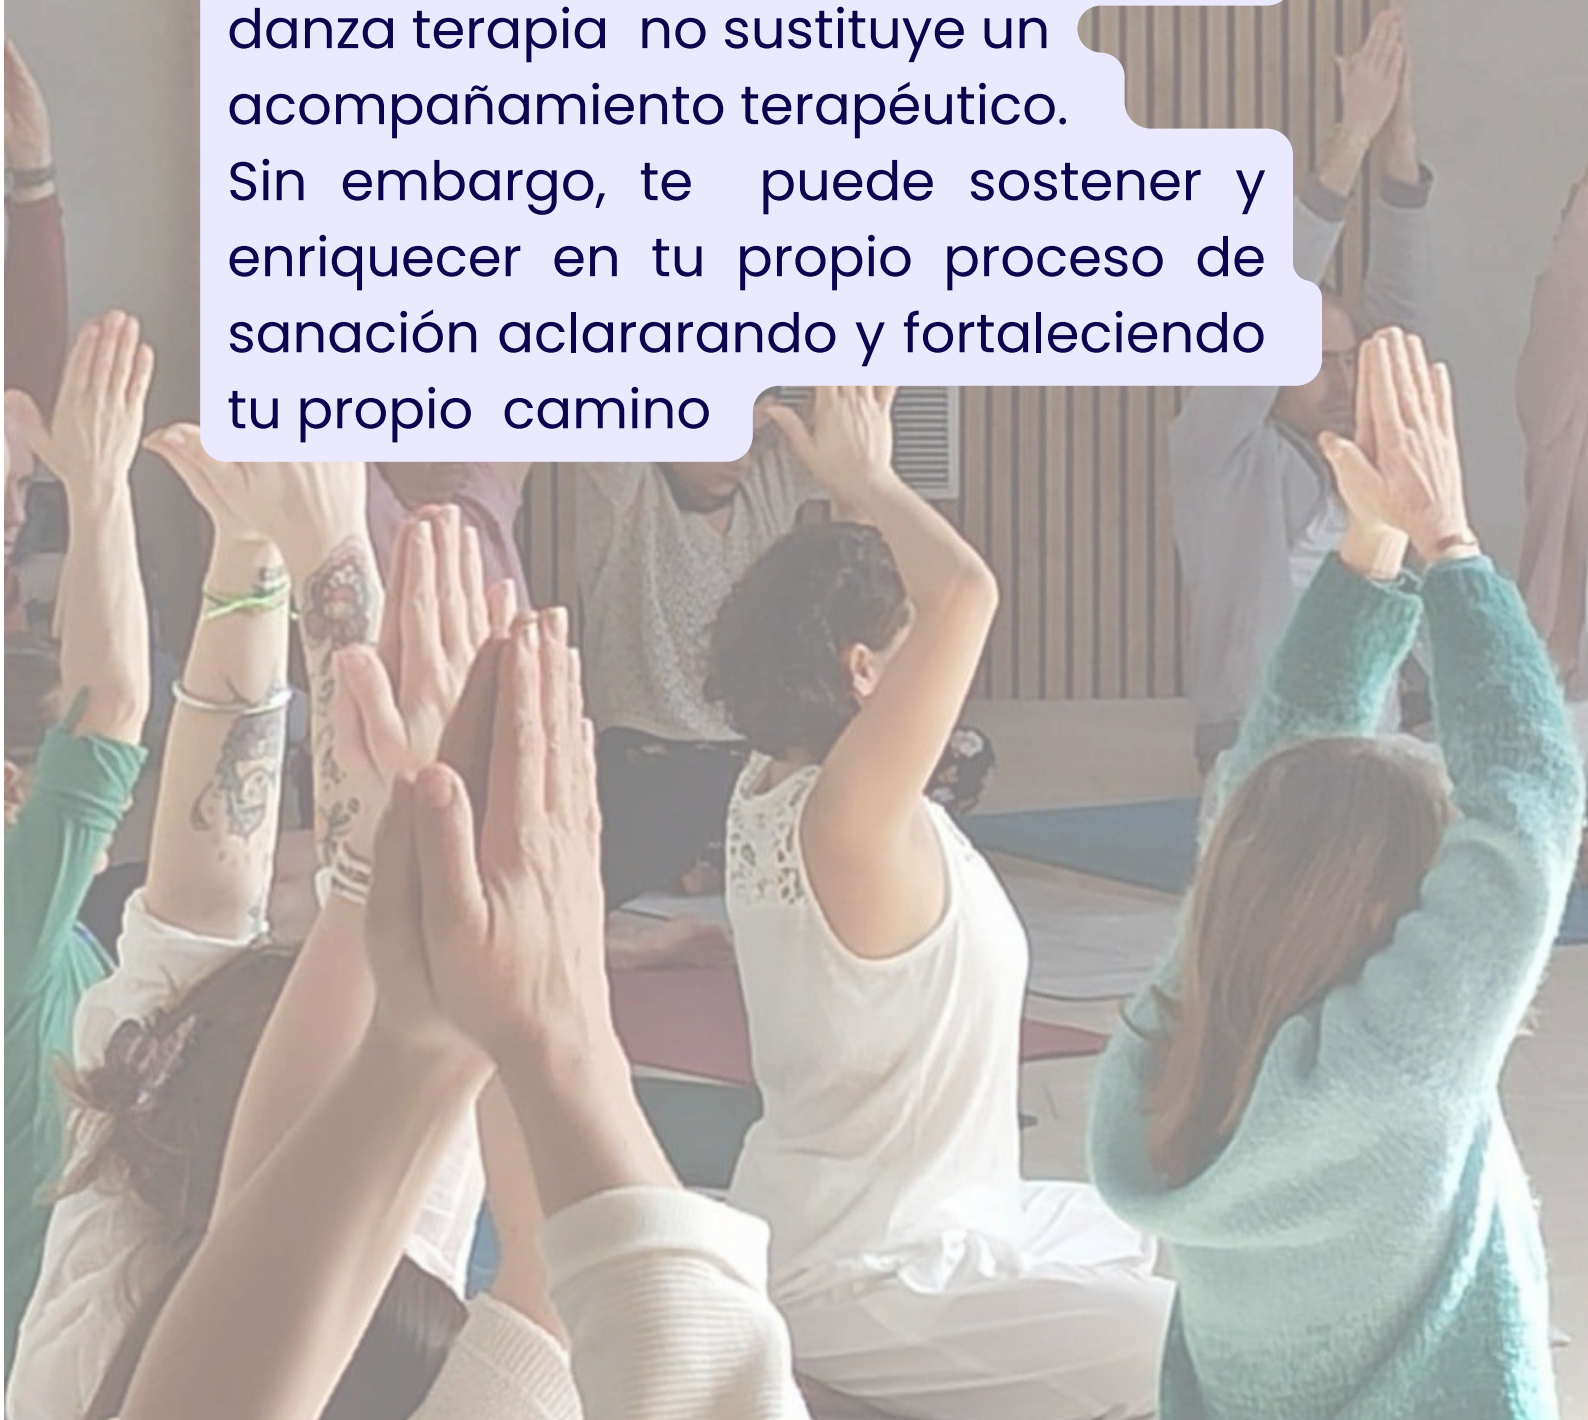 danza terapia no sustituye un
acompañamiento terapéutico.
Sin embargo, te puede sostener y
enriquecer en tu propio proceso de
sanación aclararando y fortaleciendo
tu propio camino